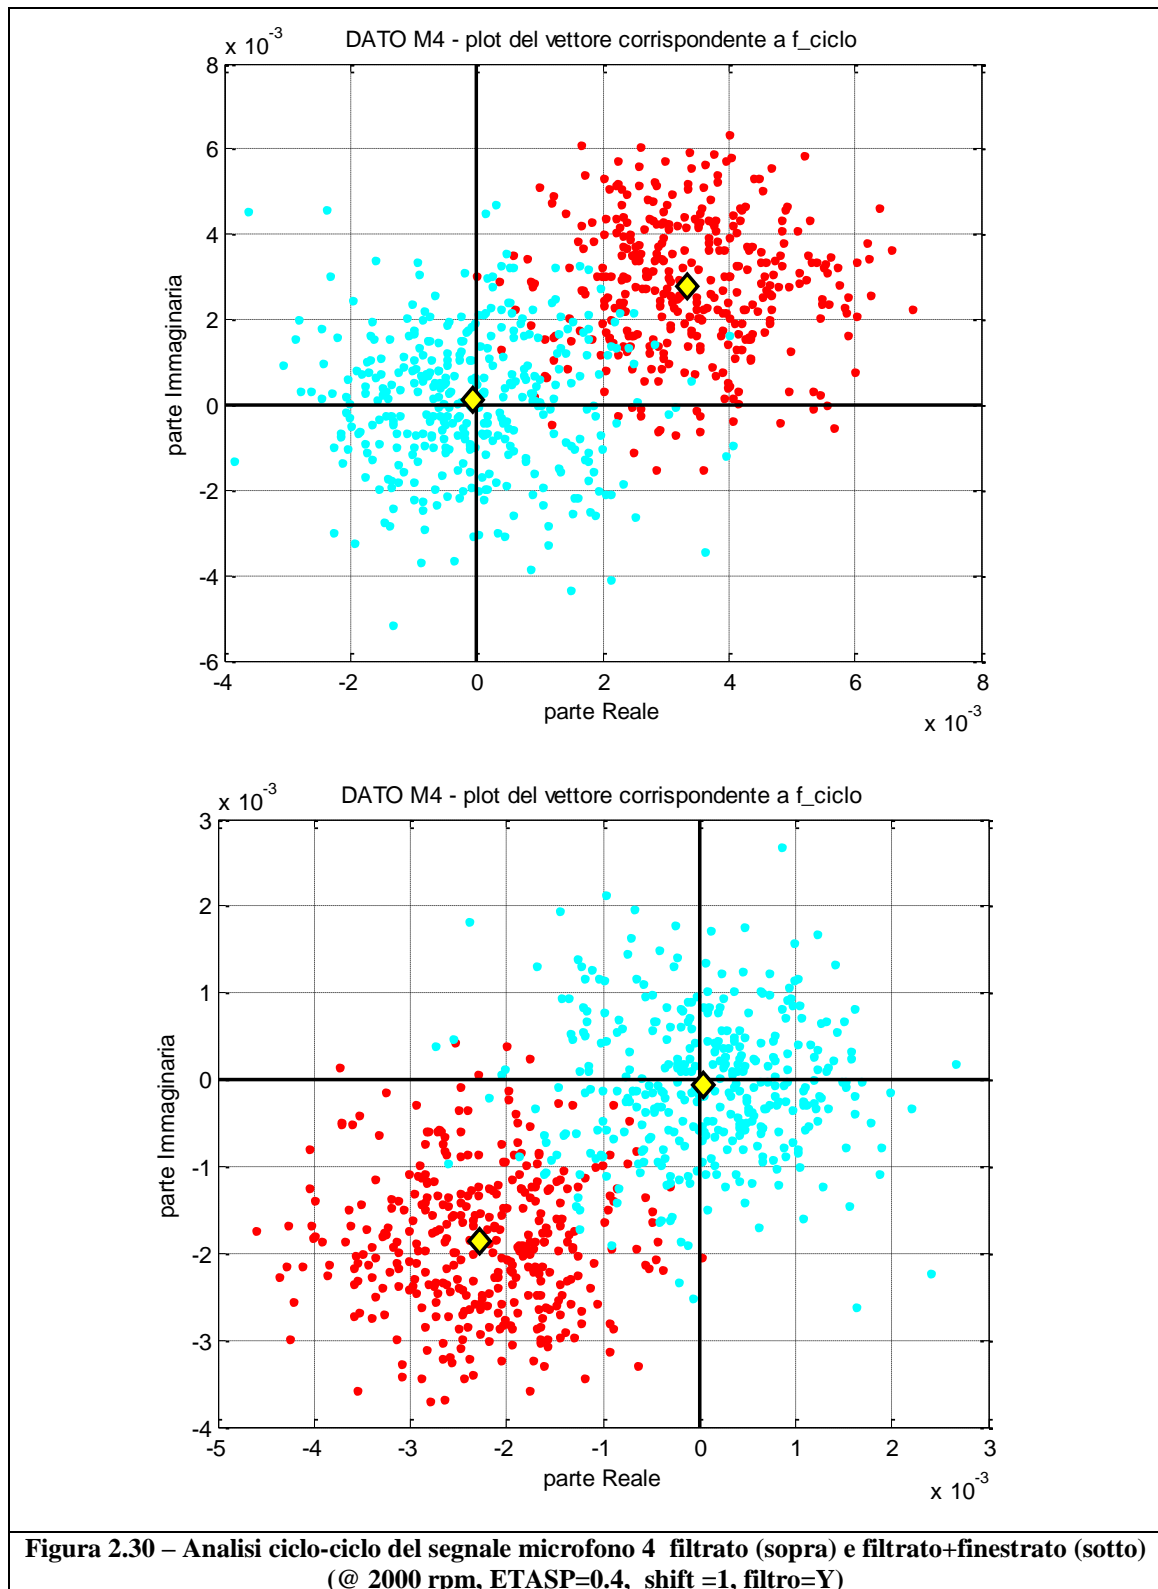 DATO M4 - plot del vettore corrispondente a f_ciclo
x 10^-3
8
6
4
2
0
-2
-4
-6
parte Immaginaria
-4 -2 0 2 4 6 8
parte Reale
x 10^-3
DATO M4 - plot del vettore corrispondente a f_ciclo
x 10^-3
3
2
1
0
-1
-2
-3
-4
parte Immaginaria
-5 -4 -3 -2 -1 0 1 2 3
parte Reale
x 10^-3
Figura 2.30 – Analisi ciclo-ciclo del segnale microfono 4 filtrato (sopra) e filtrato+finestrato (sotto)
(@ 2000 rpm, ETASP=0.4, shift =1, filtro=Y)